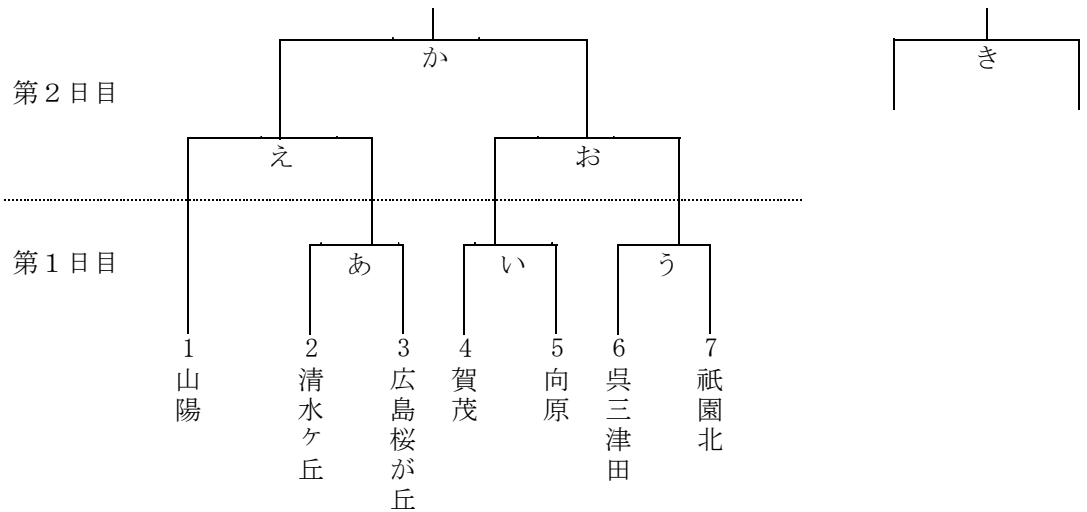 か
き
第２日目
え
お
第１日目
あ
い
う
1 山陽
2 清水ケ丘
3 広島桜が丘
4 賀茂
5 向原
6 呉三津田
7 祇園北